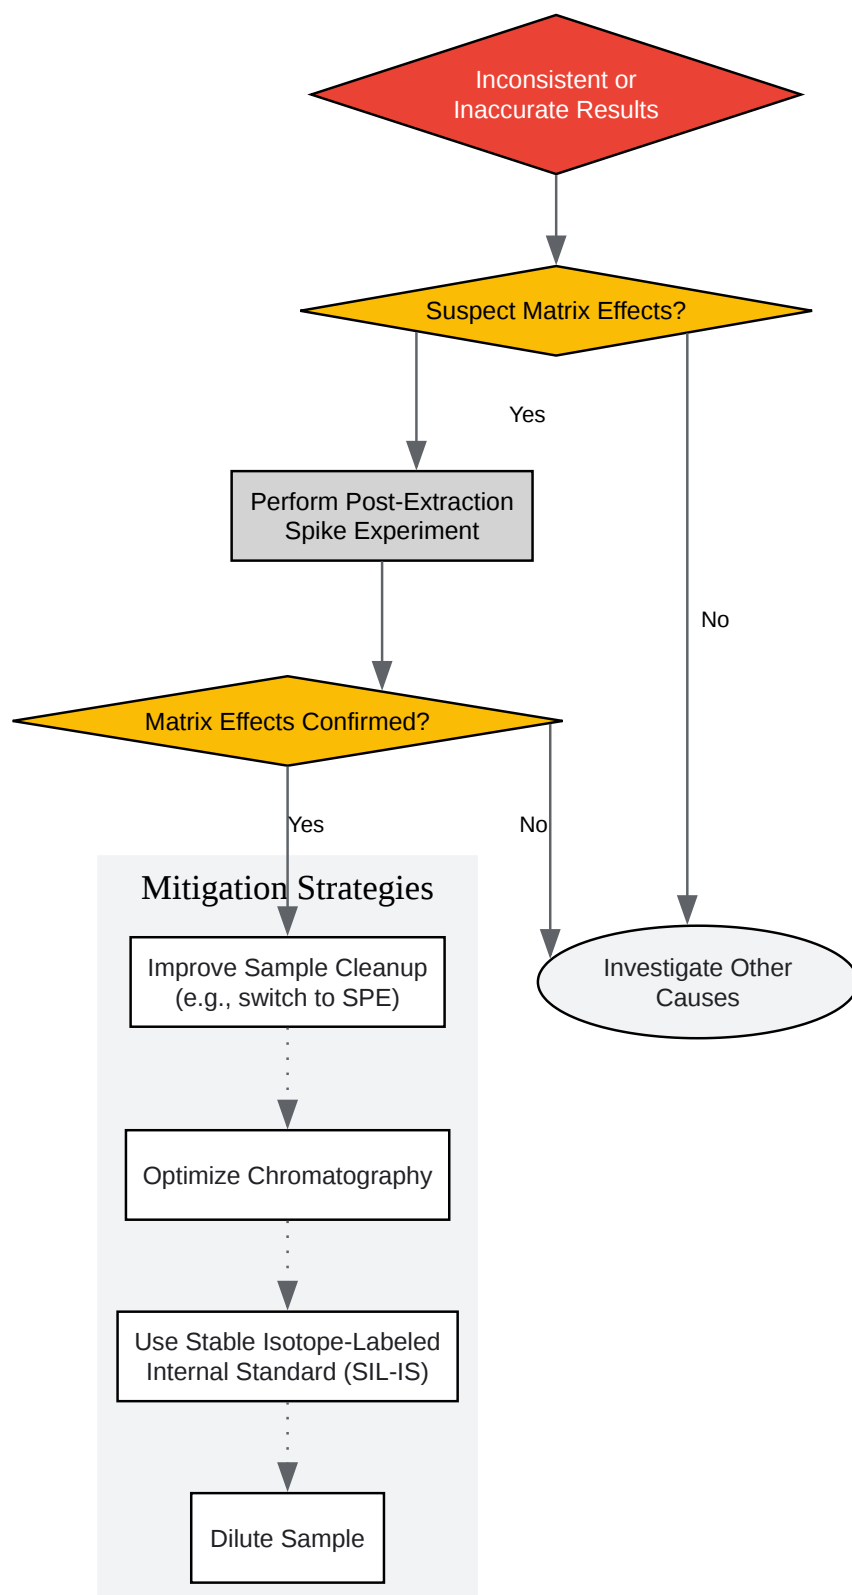 Inconsistent or
Inaccurate Results
Suspect Matrix Effects?
Yes
Perform Post-Extraction
Spike Experiment
No
Matrix Effects Confirmed?
Yes
No
Mitigation Strategies
Improve Sample Cleanup
(e.g., switch to SPE)
Investigate Other
Causes
Optimize Chromatography
Use Stable Isotope-Labeled
Internal Standard (SIL-IS)
Dilute Sample